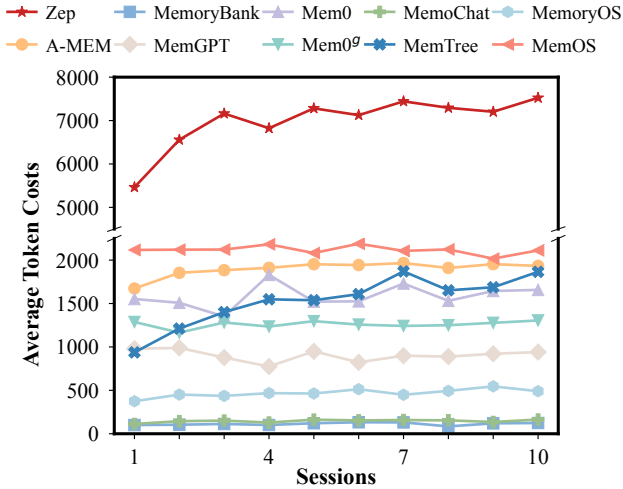 Zep MemoryBank Mem0 MemoChat MemoryOS
A-MEM MemGPT Mem0^g MemTree MemOS
8000
7000
6000
5000
2000
1500
1000
500
0
Average Token Costs
1 4 7 10
Sessions